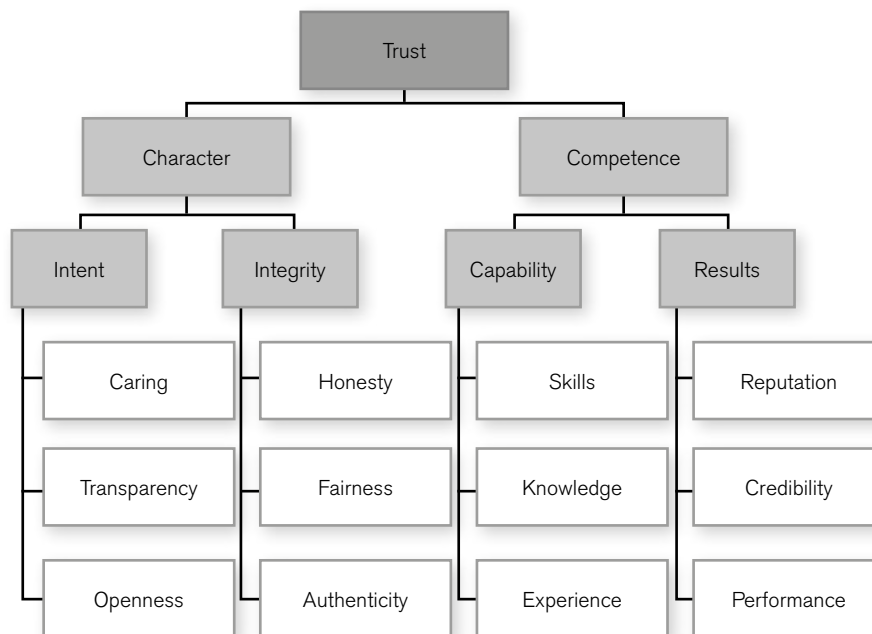 Trust
Character
Competence
Intent
Integrity
Capability
Results
Caring
Honesty
Skills
Reputation
Transparency
Fairness
Knowledge
Credibility
Openness
Authenticity
Experience
Performance